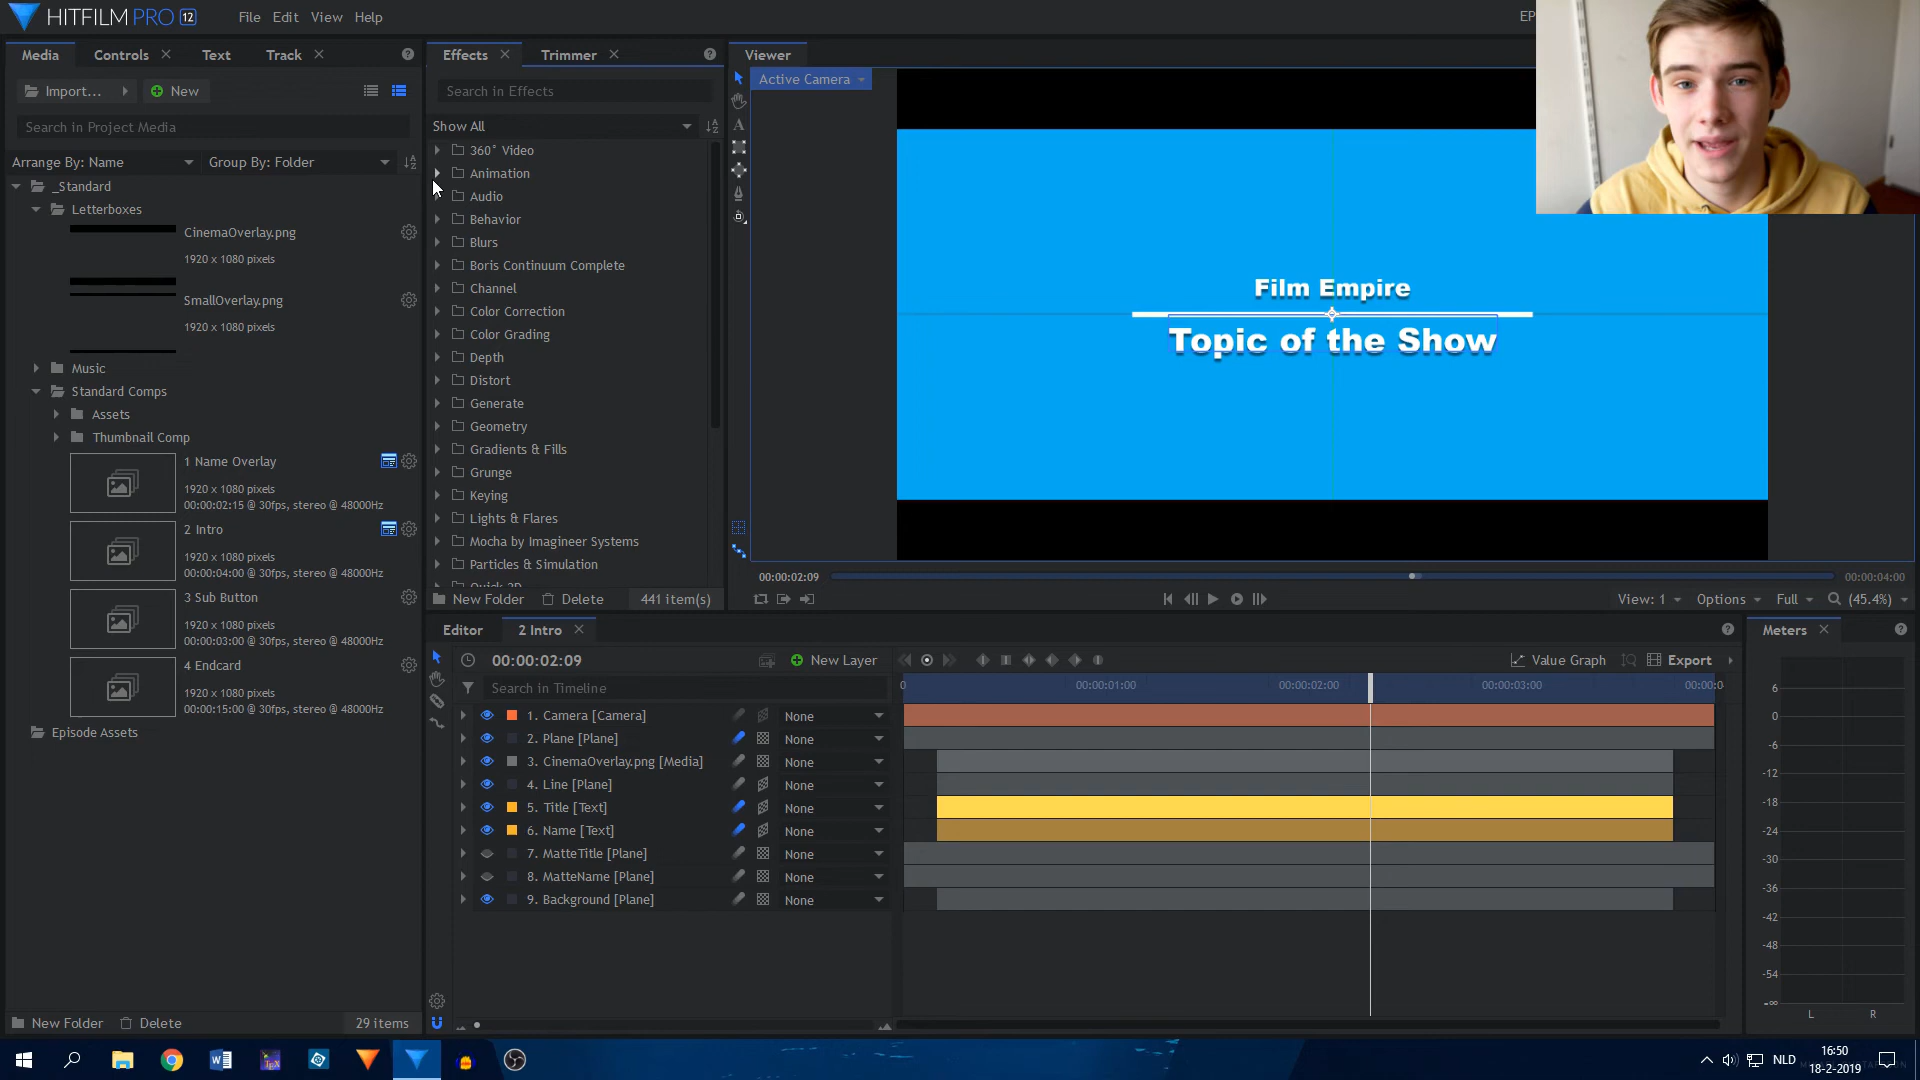 HITFILM PRO 12
File Edit View Help
EP
Media Controls Text Track
Import...
New
Search in Project Media
Arrange By: Name
Group By: Folder
_Standard
Letterboxes
CinemaOverlay.png
1920 x 1080 pixels
SmallOverlay.png
1920 x 1080 pixels
Music
Standard Comps
Assets
Thumbnail Comp
1 Name Overlay
1920 x 1080 pixels
00:00:02:15 @ 30fps, stereo @ 48000Hz
2 Intro
1920 x 1080 pixels
00:00:04:00 @ 30fps, stereo @ 48000Hz
3 Sub Button
1920 x 1080 pixels
00:00:03:00 @ 30fps, stereo @ 48000Hz
4 Endcard
1920 x 1080 pixels
00:00:15:00 @ 30fps, stereo @ 48000Hz
Episode Assets
New Folder Delete 29 items
Effects Trimmer
Search in Effects
Show All
360° Video
Animation
Audio
Behavior
Blurs
Boris Continuum Complete
Channel
Color Correction
Color Grading
Depth
Distort
Generate
Geometry
Gradients & Fills
Grunge
Keying
Lights & Flares
Mocha by Imagineer Systems
Particles & Simulation
Quick 3D
New Folder Delete 441 item(s)
Viewer
Active Camera
Film Empire
Topic of the Show
00:00:02:09
00:00:04:00
View: 1 Options Full (45.4%)
Editor 2 Intro
00:00:02:09
New Layer
Value Graph
Export
Search in Timeline
0 00:00:01:00 00:00:02:00 00:00:03:00 00:00:0
1. Camera [Camera] None
2. Plane [Plane] None
3. CinemaOverlay.png [Media] None
4. Line [Plane] None
5. Title [Text] None
6. Name [Text] None
7. MatteTitle [Plane] None
8. MatteName [Plane] None
9. Background [Plane] None
Meters
6
0
-6
-12
-18
-24
-30
-36
-42
-48
-54
-∞
L R
NLD
16:50
18-2-2019